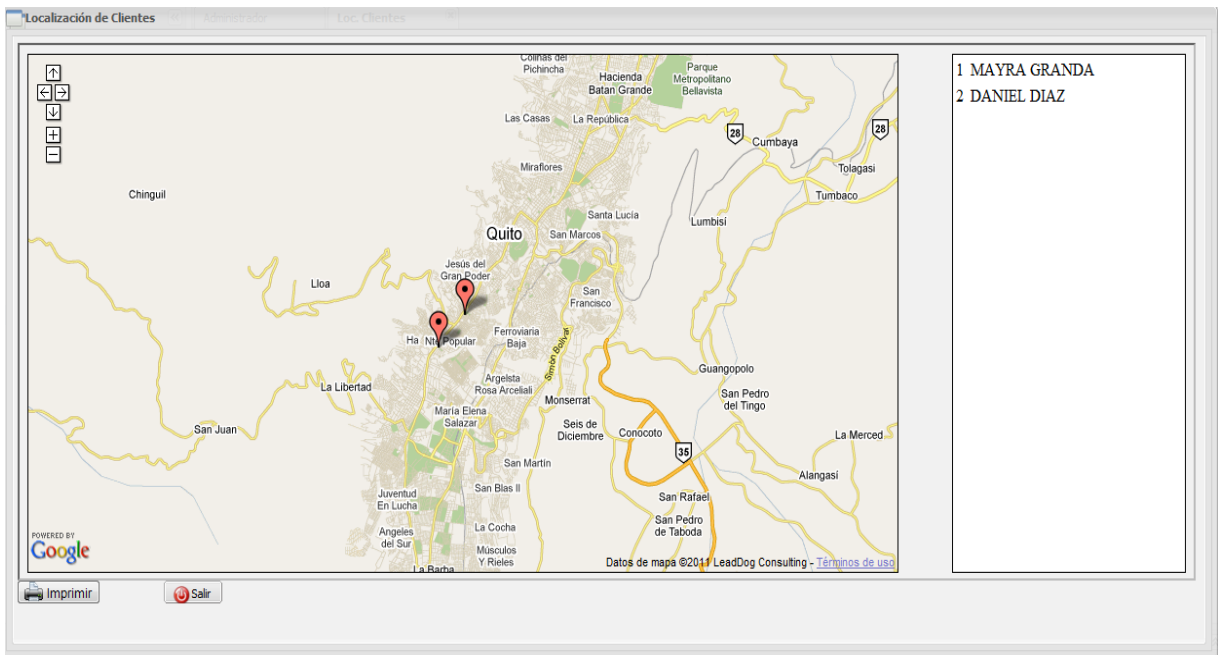 Localización de Clientes
Administrador
Loc. Clientes
1 MAYRA GRANDA
2 DANIEL DIAZ
Colinas del
Pichincha
Hacienda
Batan Grande
Parque
Metropolitano
Bellavista
Las Casas
La República
28
28
Cumbaya
Tolagasi
Miraflores
Chinguil
Tumbaco
Santa Lucía
Lumbisí
Quito
San Marcos
Jesús del
Gran Poder
Lloa
San
Francisco
Ferroviaria
Baja
Ha
Nte Popular
Simón Bolívar
Guangopolo
Argelsta
Rosa Arceliali
La Libertad
San Pedro
del Tingo
Monserrat
María Elena
Salazar
Seis de
Diciembre
Conocoto
San Juan
La Merced
35
San Martín
Alangasí
San Blas II
Juventud
En Lucha
San Rafael
La Cocha
San Pedro
de Taboda
Angeles
del Sur
Músculos
Y Rieles
La Barba
POWERED BY
Google
Datos de mapa ©2011 LeadDog Consulting - Términos de uso
Imprimir
Salir